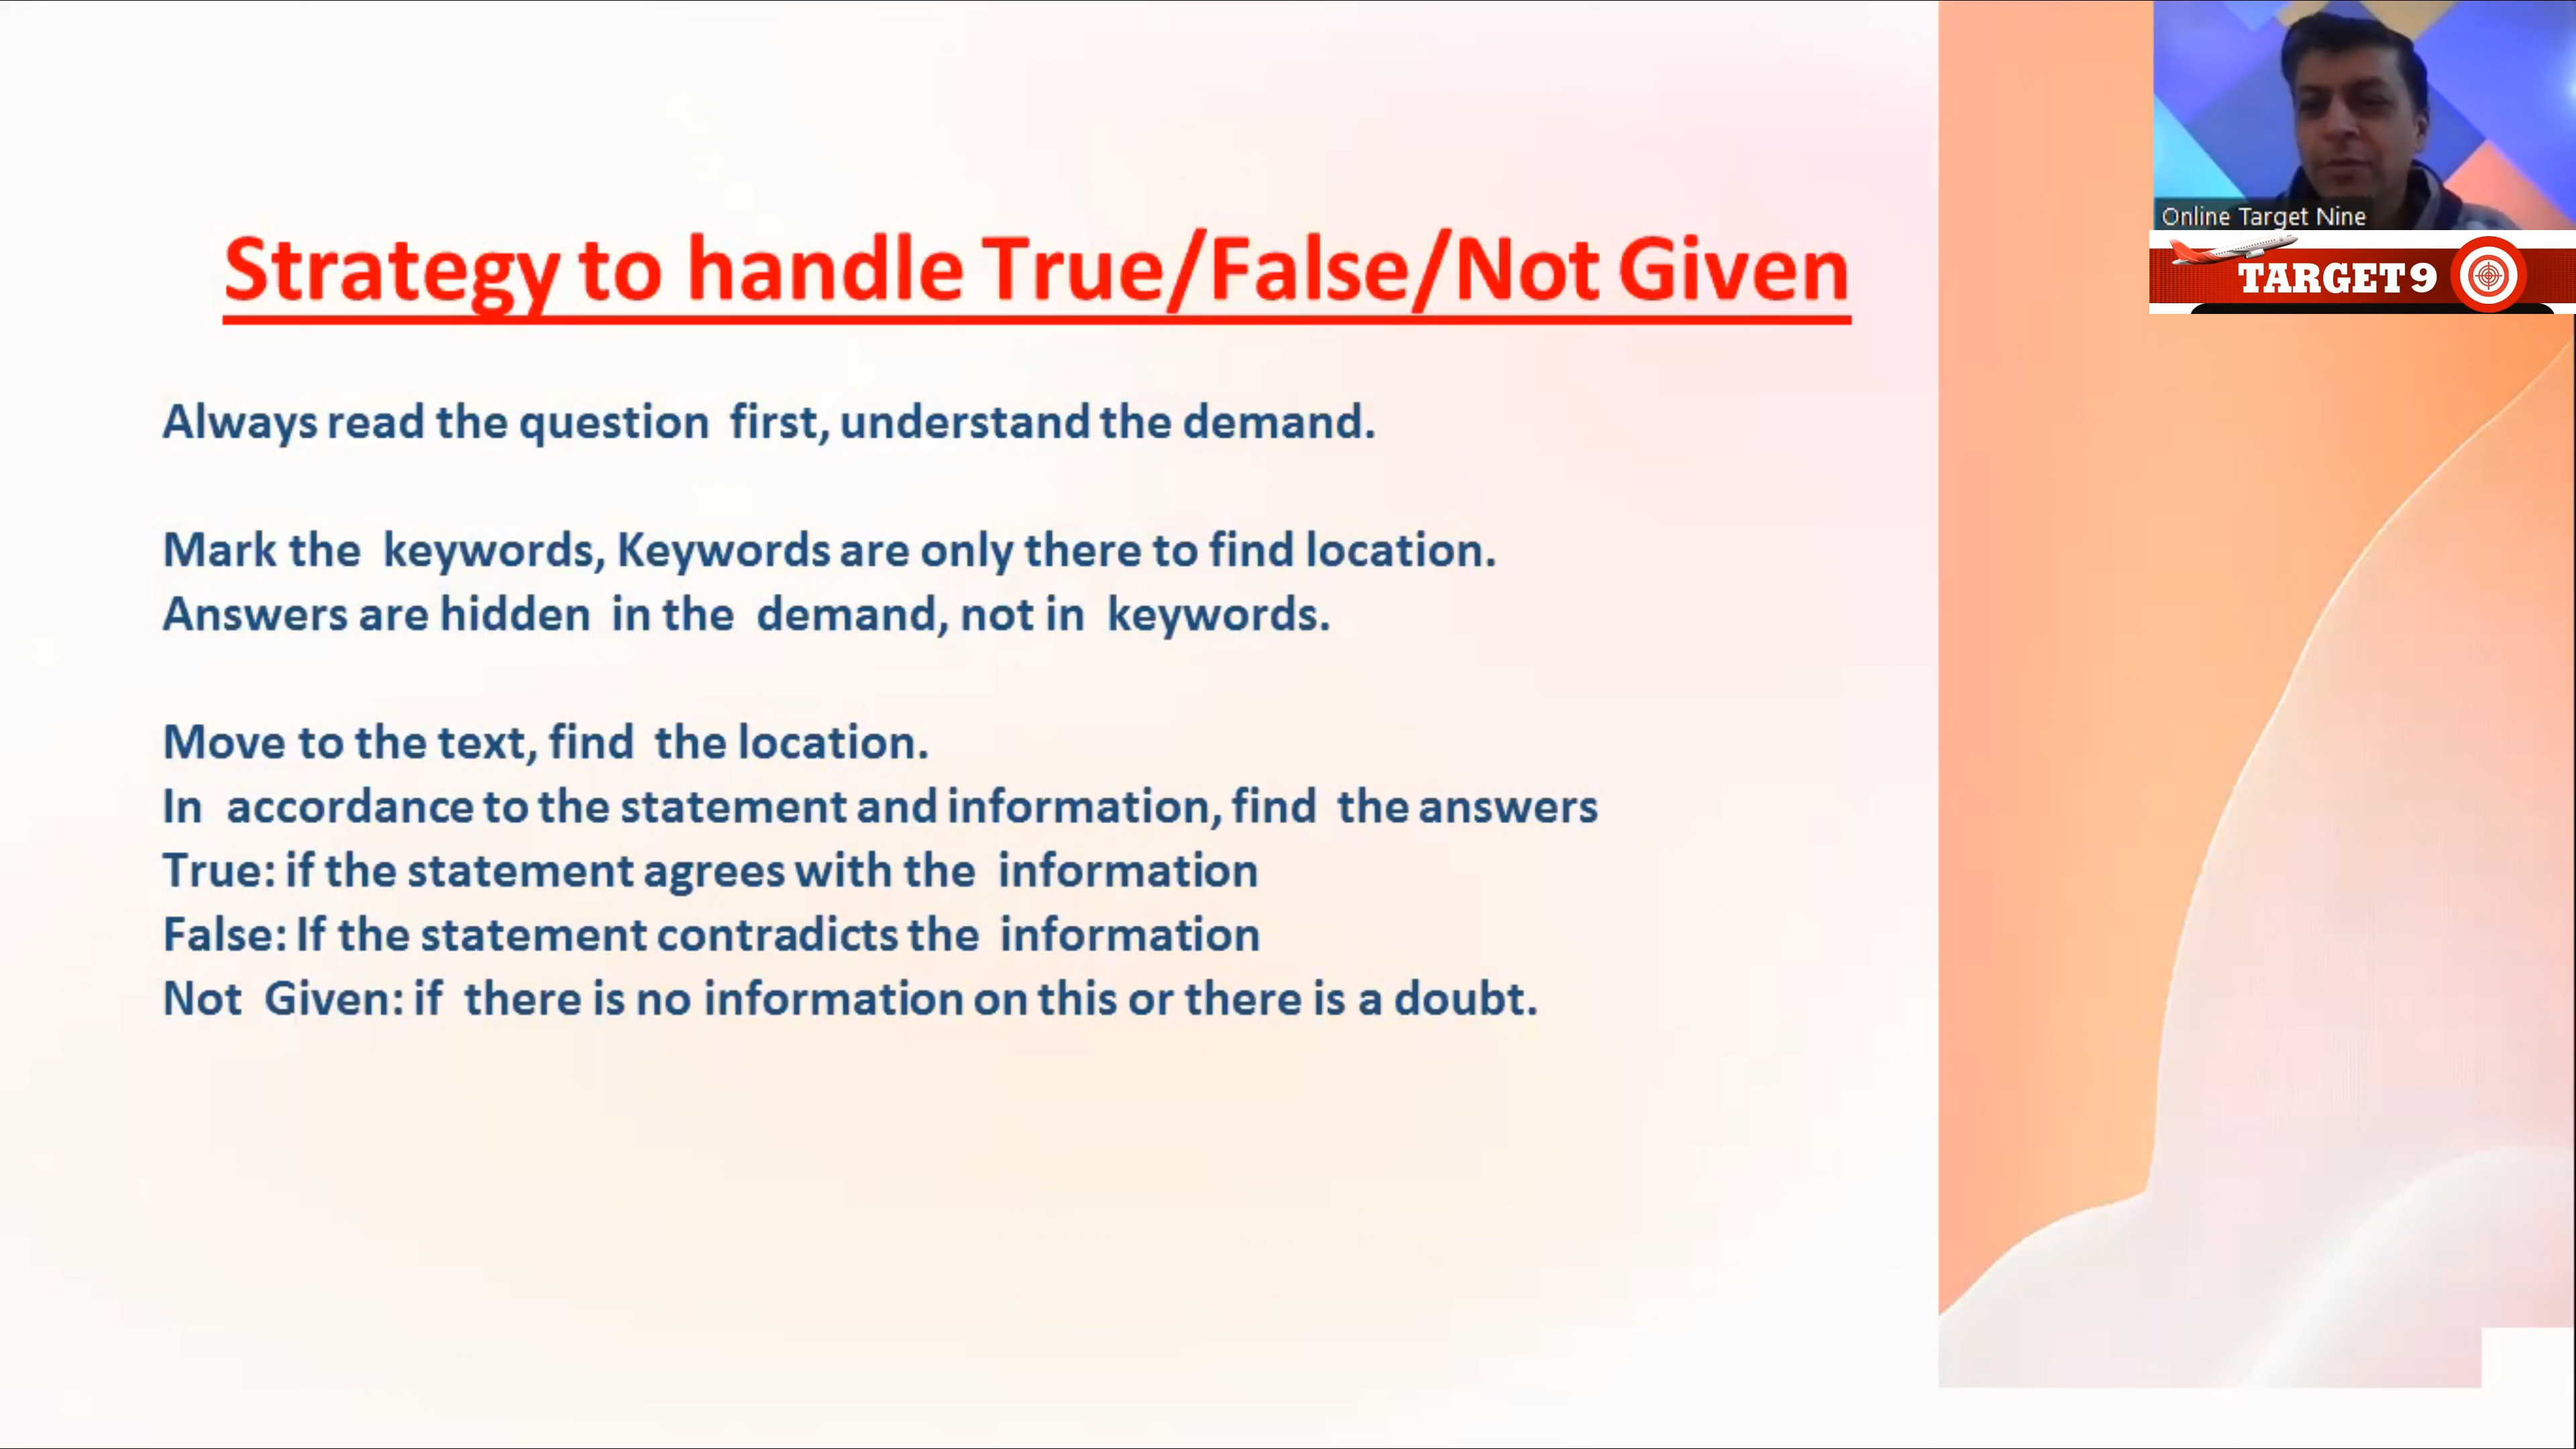 Strategy to handle True/False/Not Given
Always read the question first, understand the demand.
Mark the keywords, Keywords are only there to find location.
Answers are hidden in the demand, not in keywords.
Move to the text, find the location.
In accordance to the statement and information, find the answers
True: if the statement agrees with the information
False: If the statement contradicts the information
Not Given: if there is no information on this or there is a doubt.
Online Target Nine
TARGET 9